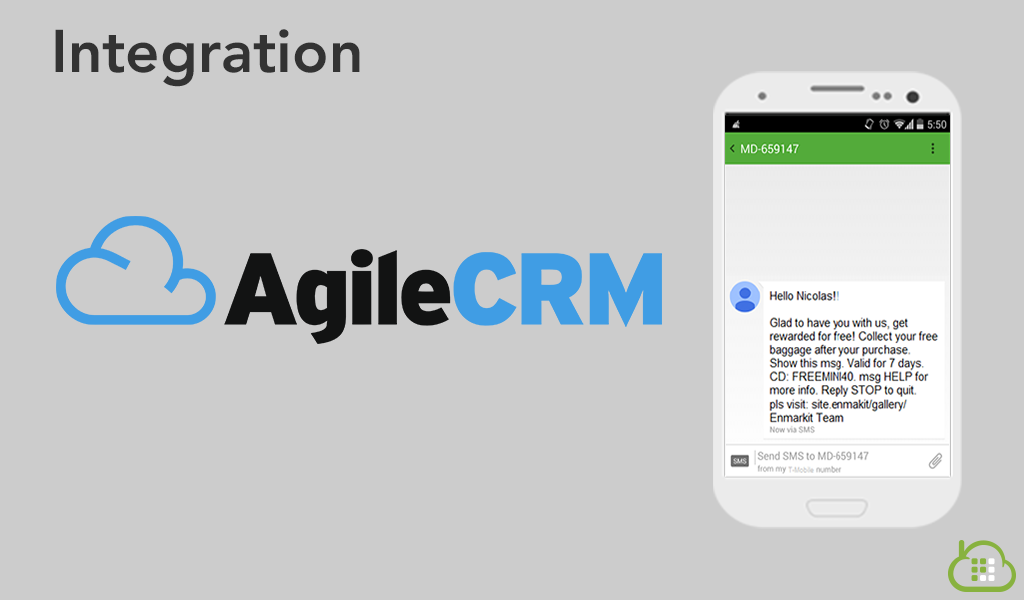 Integration
AgileCRM
5:50
MD-659147
Hello Nicolas!!
Glad to have you with us, get
rewarded for free! Collect your free
baggage after your purchase.
Show this msg. Valid for 7 days.
CD: FREEMINI40. msg HELP for
more info. Reply STOP to quit.
pls visit: site.enmakit/gallery/
Enmarkit Team
Now via SMS
SMS
Send SMS to MD-659147
from my T-Mobile number